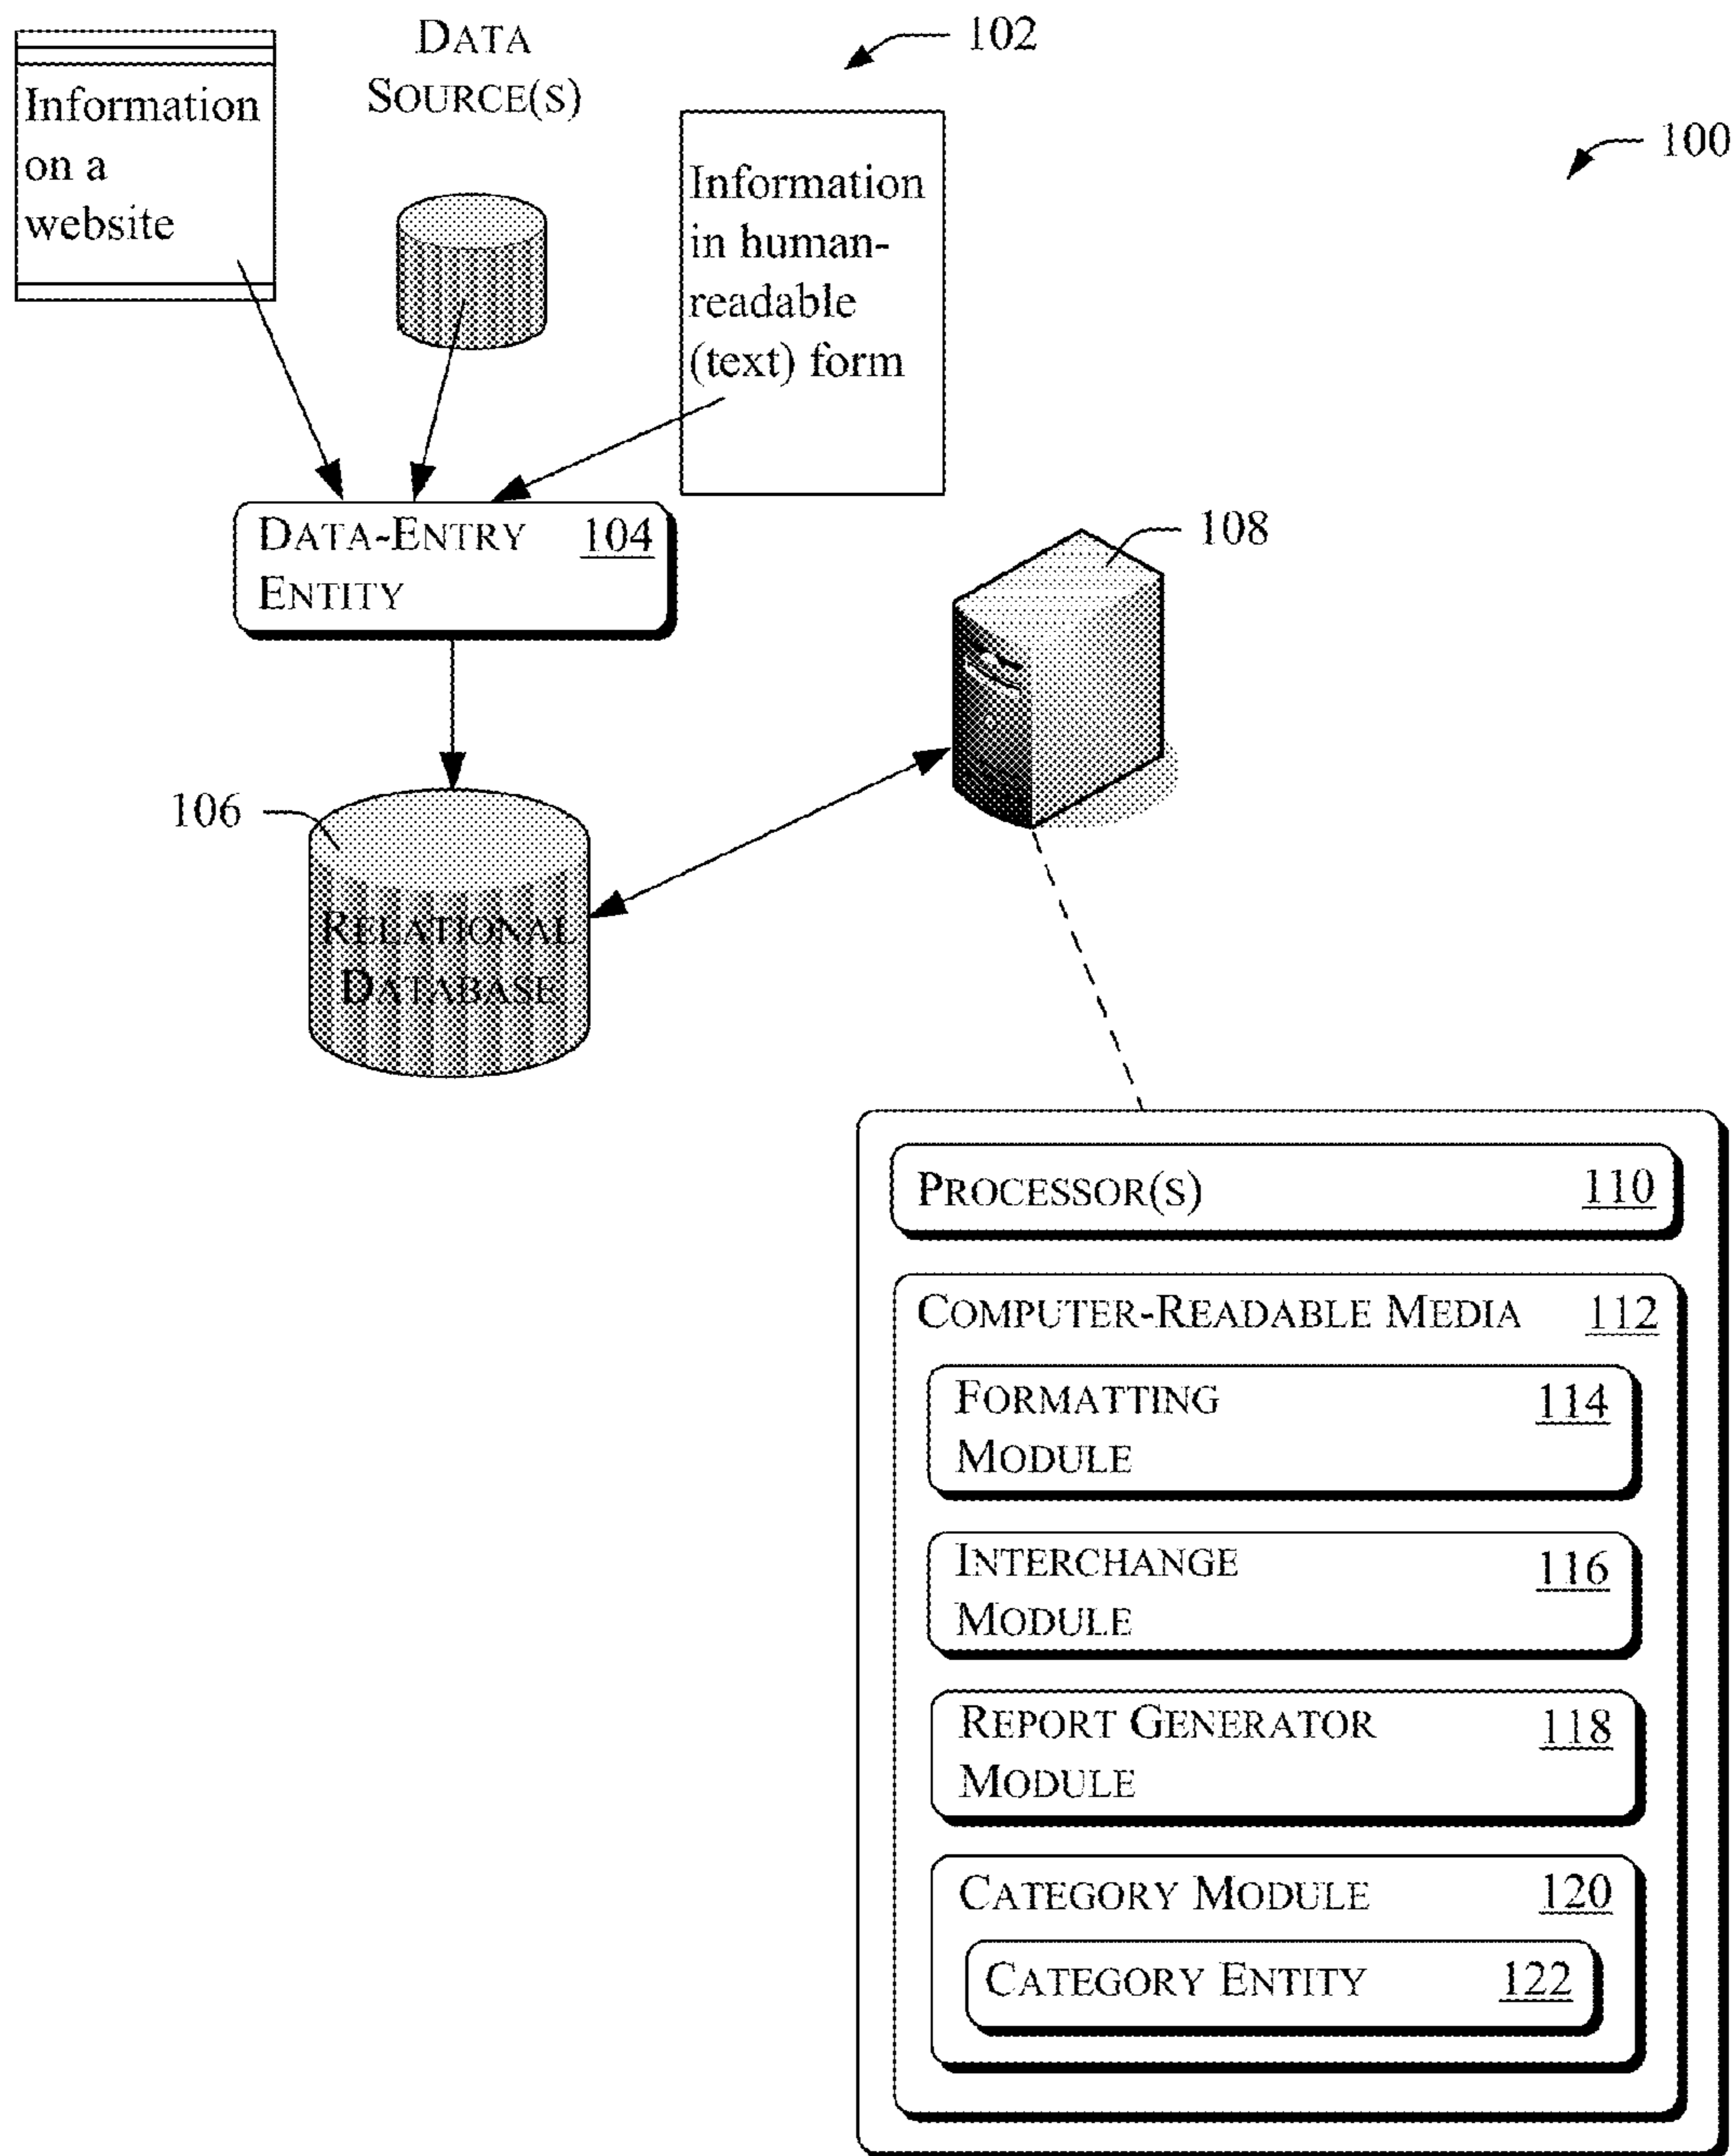 DATA
SOURCE(S)
102
100
Information
on a
website
Information
in human-
readable
(text) form
DATA-ENTRY 104
ENTITY
108
106
RELATIONAL
DATABASE
PROCESSOR(S) 110
COMPUTER-READABLE MEDIA 112
FORMATTING 114
MODULE
INTERCHANGE 116
MODULE
REPORT GENERATOR 118
MODULE
CATEGORY MODULE 120
CATEGORY ENTITY 122